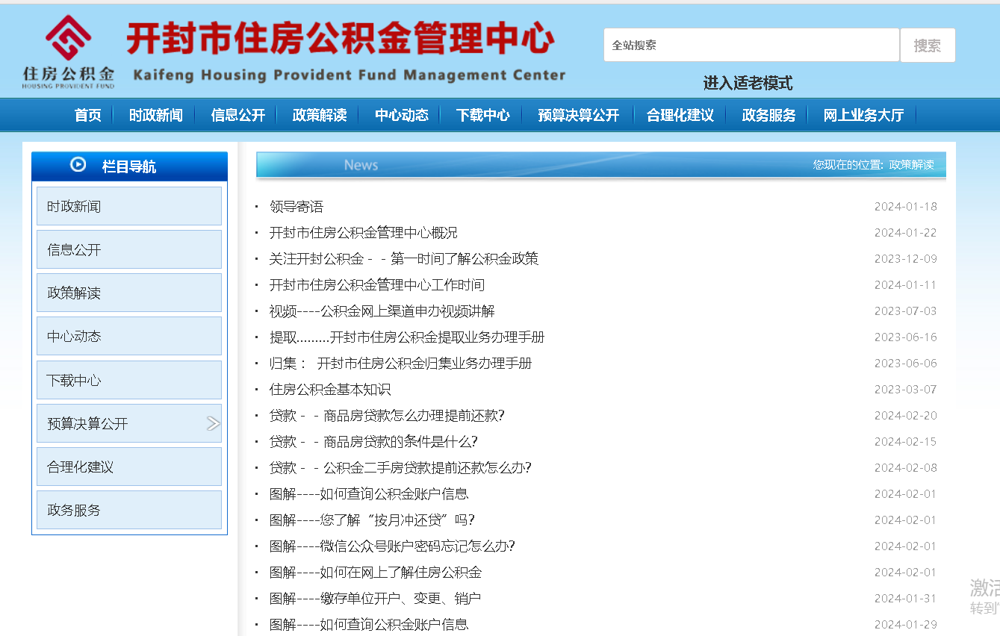 开封市住房公积金管理中心
住房公积金
HOUSING PROVIDENT FUND
Kaifeng Housing Provident Fund Management Center
全站搜索
搜索
进入适老模式
首页 时政新闻 信息公开 政策解读 中心动态 下载中心 预算决算公开 合理化建议 政务服务 网上业务大厅
栏目导航
时政新闻
信息公开
政策解读
中心动态
下载中心
预算决算公开
合理化建议
政务服务
News 您现在的位置: 政策解读
· 领导寄语 2024-01-18
· 开封市住房公积金管理中心概况 2024-01-22
· 关注开封公积金－－第一时间了解公积金政策 2023-12-09
· 开封市住房公积金管理中心工作时间 2024-01-11
· 视频----公积金网上渠道申办视频讲解 2023-07-03
· 提取.........开封市住房公积金提取业务办理手册 2023-06-16
· 归集： 开封市住房公积金归集业务办理手册 2023-06-06
· 住房公积金基本知识 2023-03-07
· 贷款－－商品房贷款怎么办理提前还款? 2024-02-20
· 贷款－－商品房贷款的条件是什么? 2024-02-15
· 贷款－－公积金二手房贷款提前还款怎么办? 2024-02-08
· 图解----如何查询公积金账户信息 2024-02-01
· 图解----您了解“按月冲还贷”吗? 2024-02-01
· 图解----微信公众号账户密码忘记怎么办? 2024-02-01
· 图解----如何在网上了解住房公积金 2024-02-01
· 图解----缴存单位开户、变更、销户 2024-01-31
· 图解----如何查询公积金账户信息 2024-01-29
激活
转到"